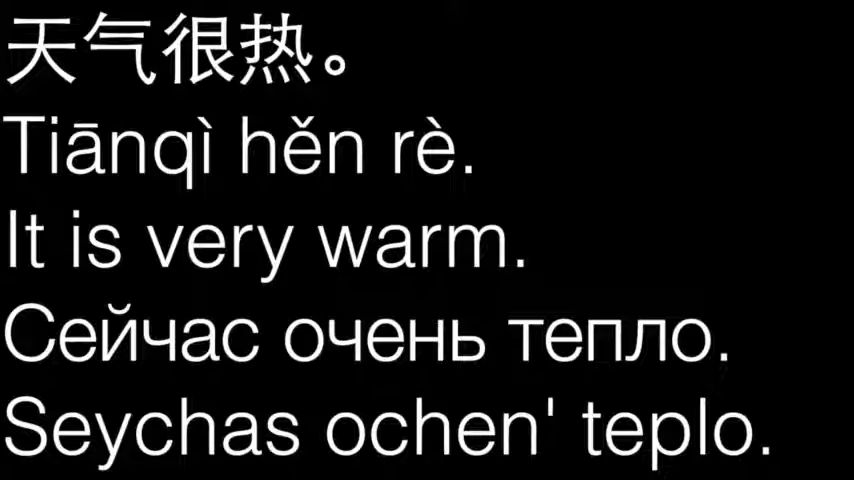 天气很热。
Tiānqì hěn rè.
It is very warm.
Сейчас очень тепло.
Seychas ochen' teplo.